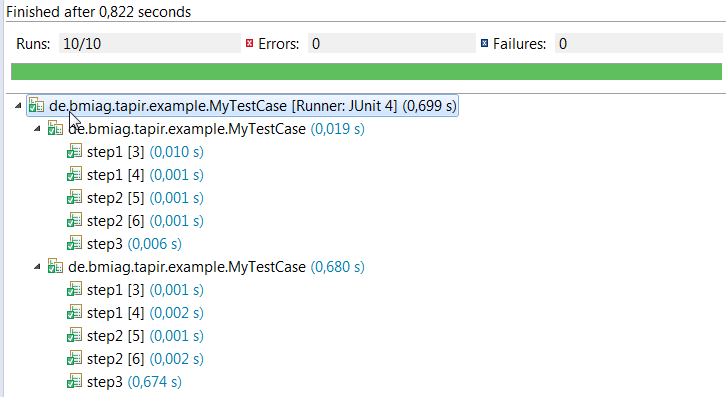 Finished after 0,822 seconds
Runs: 10/10 Errors: 0 Failures: 0
de.bmiag.tapir.example.MyTestCase [Runner: JUnit 4] (0,699 s)
de.bmiag.tapir.example.MyTestCase (0,019 s)
step1 [3] (0,010 s)
step1 [4] (0,001 s)
step2 [5] (0,001 s)
step2 [6] (0,001 s)
step3 (0,006 s)
de.bmiag.tapir.example.MyTestCase (0,680 s)
step1 [3] (0,001 s)
step1 [4] (0,002 s)
step2 [5] (0,001 s)
step2 [6] (0,002 s)
step3 (0,674 s)